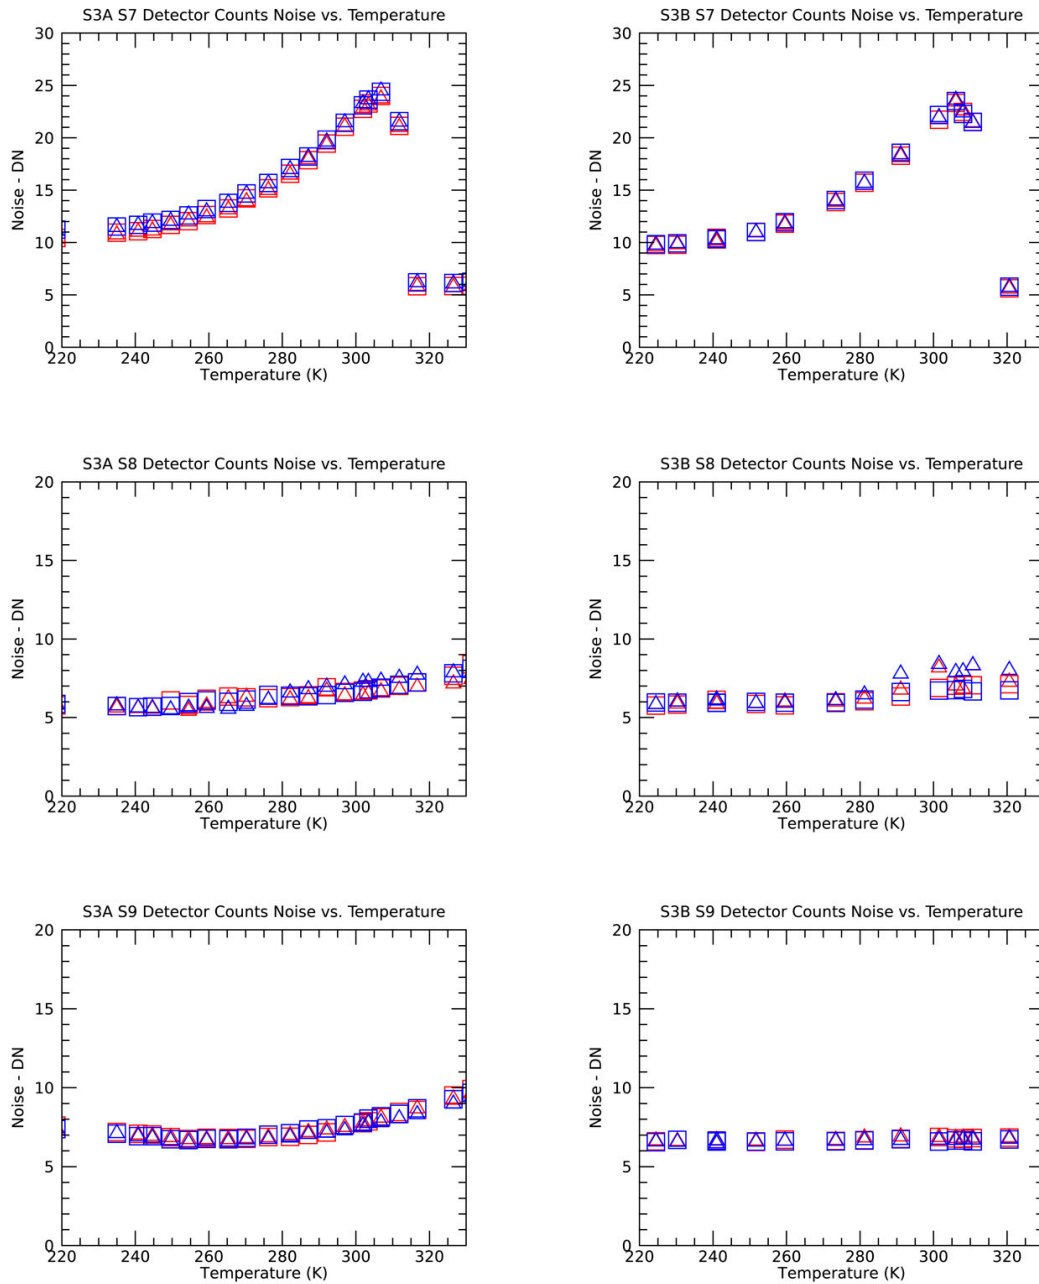 S3A S7 Detector Counts Noise vs. Temperature
30
25
20
15
10
5
0
Noise - DN
220 240 260 280 300 320
Temperature (K)
S3B S7 Detector Counts Noise vs. Temperature
30
25
20
15
10
5
0
Noise - DN
220 240 260 280 300 320
Temperature (K)
S3A S8 Detector Counts Noise vs. Temperature
20
15
10
5
0
Noise - DN
220 240 260 280 300 320
Temperature (K)
S3B S8 Detector Counts Noise vs. Temperature
20
15
10
5
0
Noise - DN
220 240 260 280 300 320
Temperature (K)
S3A S9 Detector Counts Noise vs. Temperature
20
15
10
5
0
Noise - DN
220 240 260 280 300 320
Temperature (K)
S3B S9 Detector Counts Noise vs. Temperature
20
15
10
5
0
Noise - DN
220 240 260 280 300 320
Temperature (K)